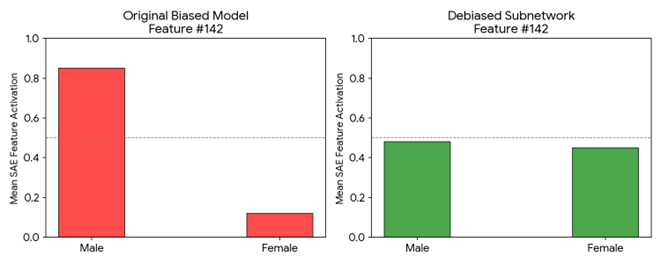 Original Biased Model
Feature #142
Mean SAE Feature Activation
1.0
0.8
0.6
0.4
0.2
0.0
Male
Female
Debiased Subnetwork
Feature #142
Mean SAE Feature Activation
1.0
0.8
0.6
0.4
0.2
0.0
Male
Female